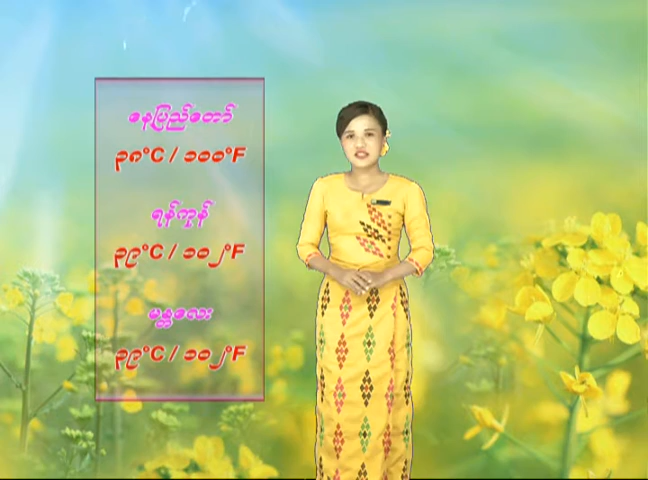 နေပြည်တော်
၃၈°C / ၁၀၀°F
ရန်ကုန်
၃၉°C / ၁၀၂°F
မန္တလေး
၃၉°C / ၁၀၂°F